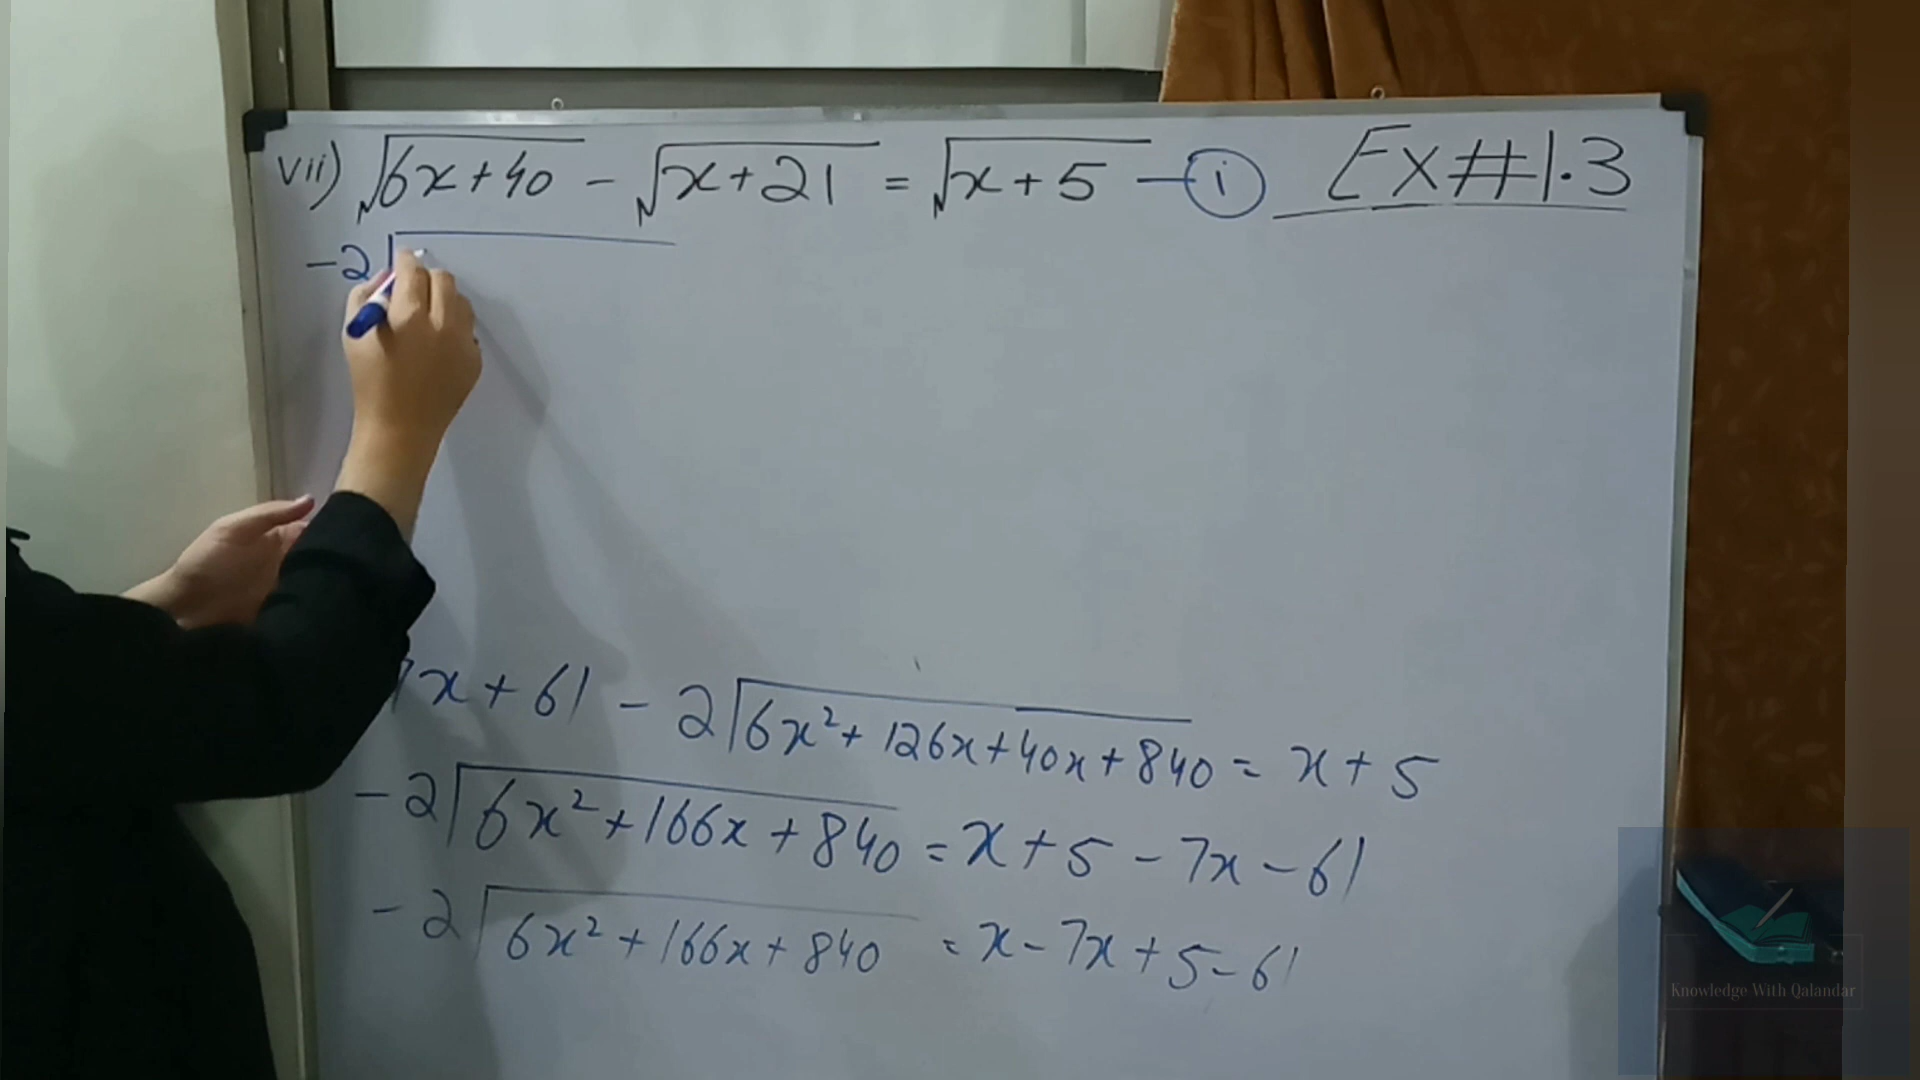 vii) √6x+40 - √x+21 = √x+5 — i
Ex#1.3
-2√
7x+61 - 2√6x²+126x+40x+840 = x+5
-2√6x²+166x+840 = x+5-7x-61
-2√6x²+166x+840 = x-7x+5-61
Knowledge With Qalandar